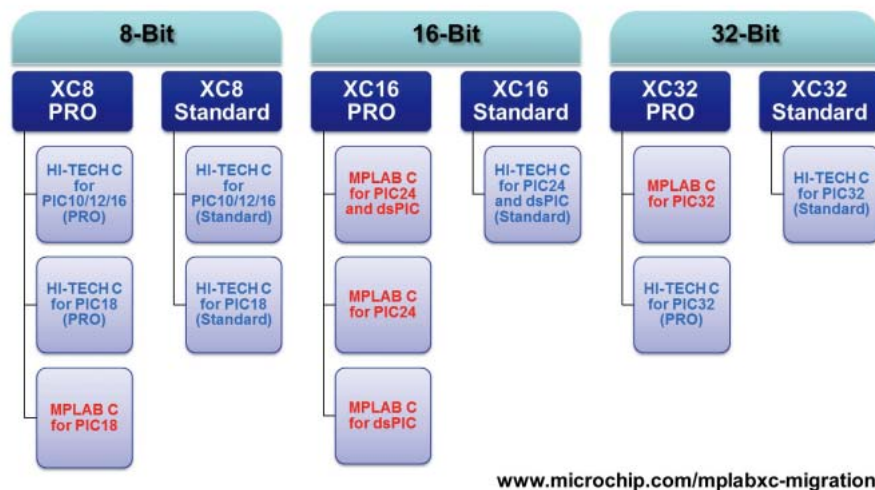 8-Bit
XC8
PRO
HI-TECH C
for
PIC10/12/16
(PRO)
HI-TECH C
for PIC18
(PRO)
MPLAB C
for PIC18
XC8
Standard
HI-TECH C
for
PIC10/12/16
(Standard)
HI-TECH C
for PIC18
(Standard)
16-Bit
XC16
PRO
MPLAB C
for PIC24
and dsPIC
MPLAB C
for PIC24
MPLAB C
for dsPIC
XC16
Standard
HI-TECH C
for PIC24
and dsPIC
(Standard)
32-Bit
XC32
PRO
MPLAB C
for PIC32
HI-TECH C
for PIC32
(PRO)
XC32
Standard
HI-TECH C
for PIC32
(Standard)
www.microchip.com/mplabxc-migration